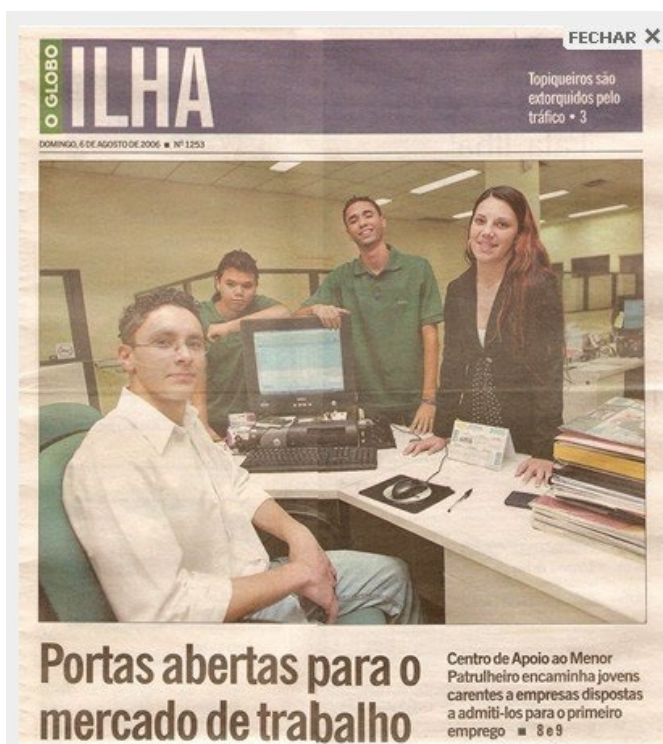 FECHAR X
O GLOBO
ILHA
Topiqueiros são
extorquidos pelo
tráfico • 3
DOMINGO, 6 DE AGOSTO DE 2006 ■ Nº 1253
Portas abertas para o
mercado de trabalho
Centro de Apoio ao Menor
Patrulheiro encaminha jovens
carentes a empresas dispostas
a admiti-los para o primeiro
emprego ■ 8 e 9